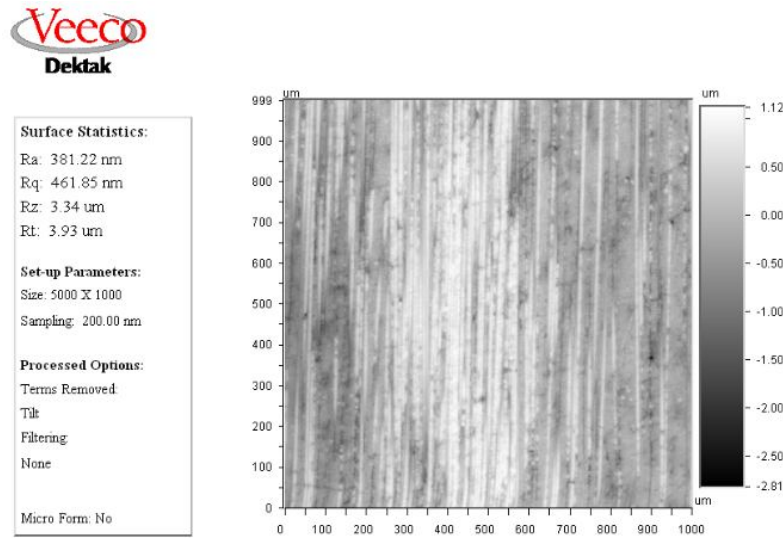 Veeco
Dektak
Surface Statistics:
Ra: 381.22 nm
Rq: 461.85 nm
Rz: 3.34 um
Rt: 3.93 um
Set-up Parameters:
Size: 5000 X 1000
Sampling: 200.00 nm
Processed Options:
Terms Removed:
Tilt
Filtering:
None
Micro Form: No
um
999
900
800
700
600
500
400
300
200
100
0
0 100 200 300 400 500 600 700 800 900 1000
um
um
1.12
0.50
0.00
-0.50
-1.00
-1.50
-2.00
-2.50
-2.81